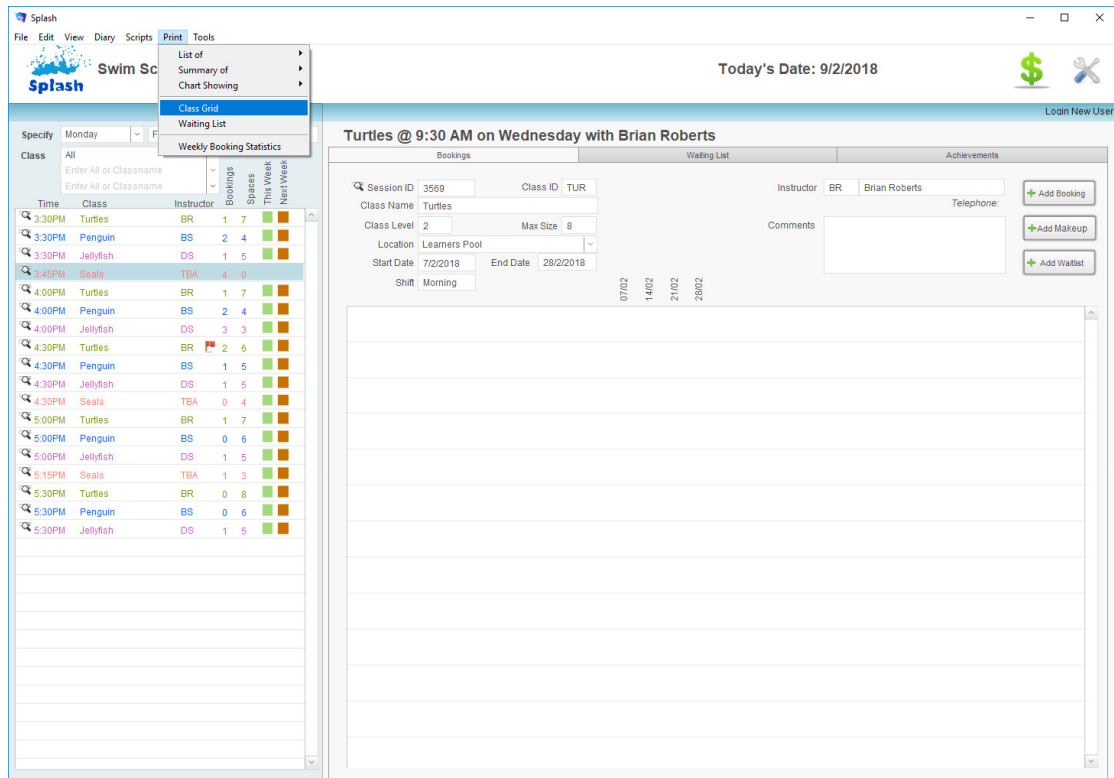 Splash
File Edit View Diary Scripts Print Tools
List of
Summary of
Chart Showing
Class Grid
Waiting List
Weekly Booking Statistics
Splash
Swim Sc
Today's Date: 9/2/2018
Login New User
Specify Monday F
Class All
Enter All or Classname
Enter All or Classname
Time Class Instructor Bookings Spaces This Week Next Week
3:30PM Turtles BR 1 7
3:30PM Penguin BS 2 4
3:30PM Jellyfish DS 1 5
3:45PM Seals TBA 4 0
4:00PM Turtles BR 1 7
4:00PM Penguin BS 2 4
4:00PM Jellyfish DS 3 3
4:30PM Turtles BR 2 6
4:30PM Penguin BS 1 5
4:30PM Jellyfish DS 1 5
4:30PM Seals TBA 0 4
5:00PM Turtles BR 1 7
5:00PM Penguin BS 0 6
5:00PM Jellyfish DS 1 5
5:15PM Seals TBA 1 3
5:30PM Turtles BR 0 8
5:30PM Penguin BS 0 6
5:30PM Jellyfish DS 1 5
Turtles @ 9:30 AM on Wednesday with Brian Roberts
Bookings Waiting List Achievements
Session ID 3569 Class ID TUR Instructor BR Brian Roberts
Class Name Turtles Telephone:
Class Level 2 Max Size 8 Comments
Location Learners Pool
Start Date 7/2/2018 End Date 28/2/2018
Shift Morning
07/02 14/02 21/02 28/02
Add Booking
Add Makeup
Add Waitlist